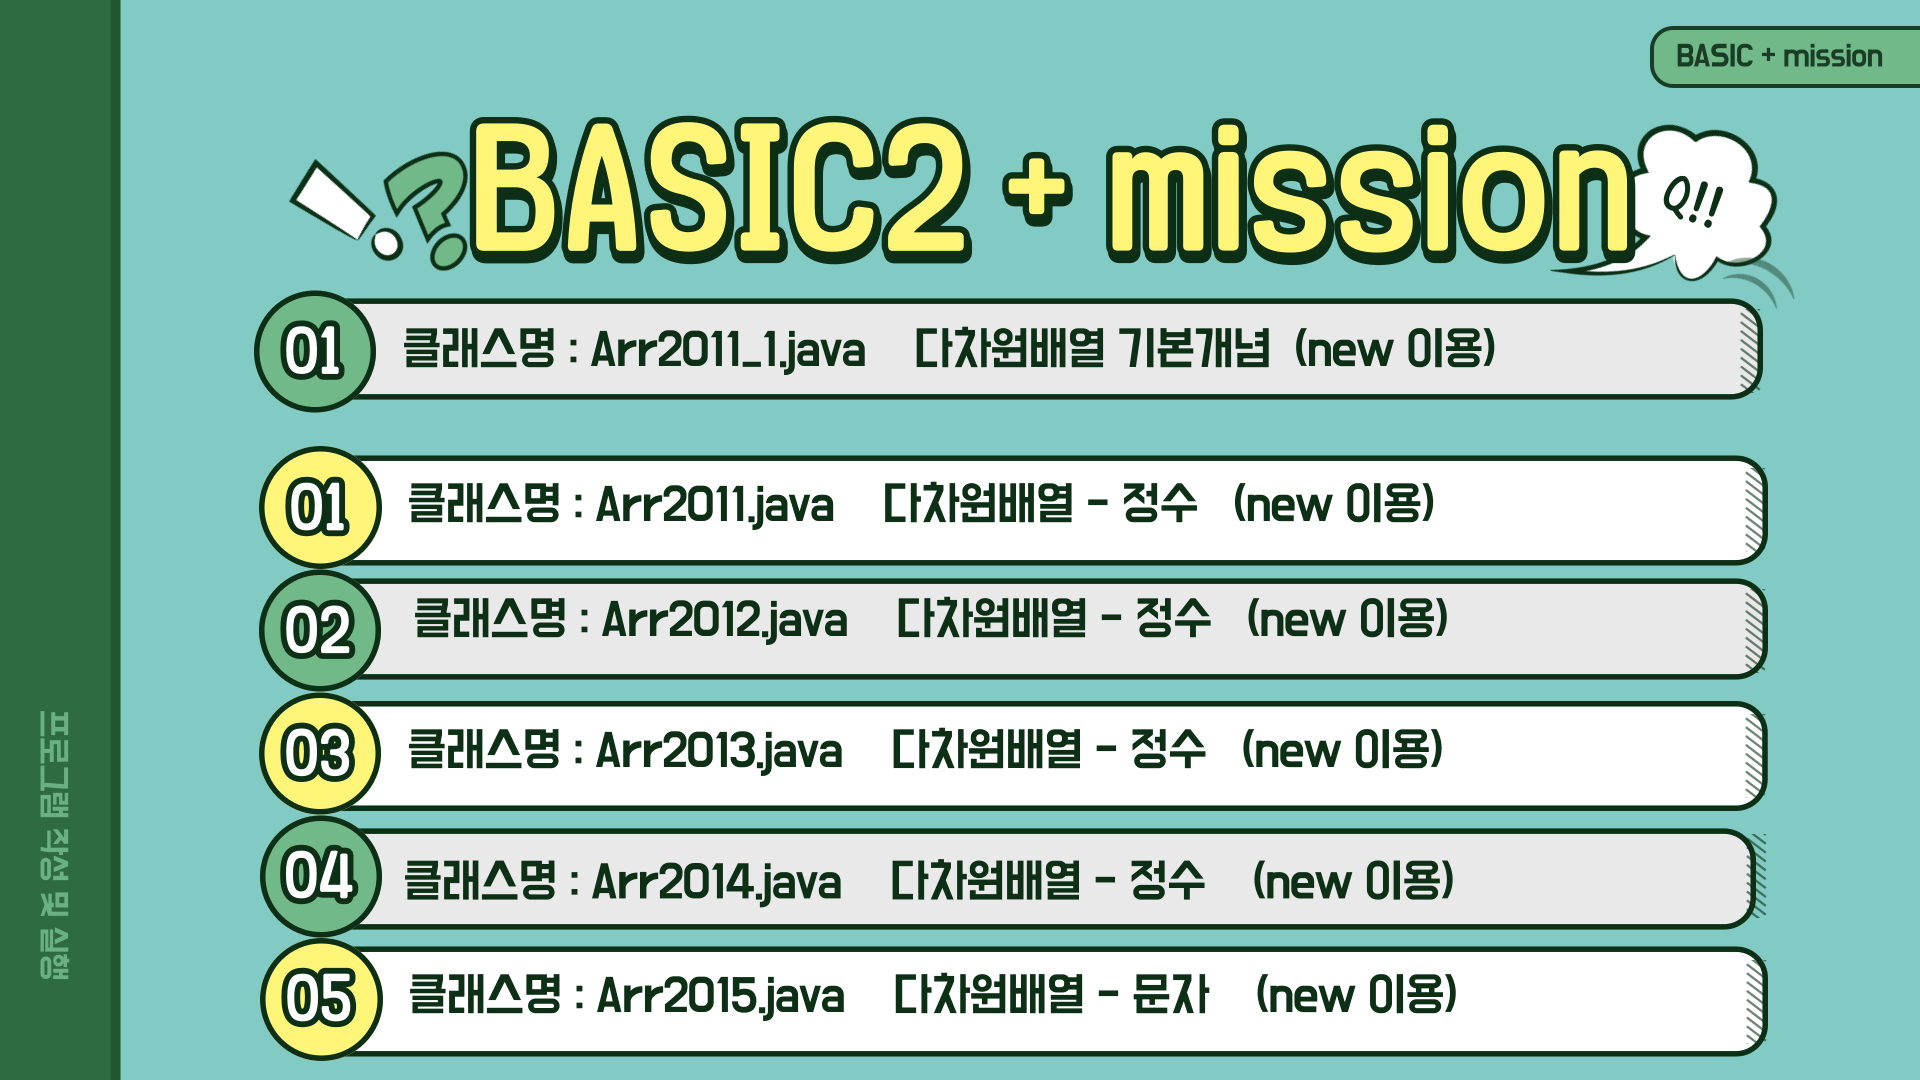 BASIC + mission
!?BASIC2 + mission
Q!!
01 클래스명 : Arr2011_1.java 다차원배열 기본개념 (new 이용)
01 클래스명 : Arr2011.java 다차원배열 - 정수 (new 이용)
02 클래스명 : Arr2012.java 다차원배열 - 정수 (new 이용)
03 클래스명 : Arr2013.java 다차원배열 - 정수 (new 이용)
04 클래스명 : Arr2014.java 다차원배열 - 정수 (new 이용)
05 클래스명 : Arr2015.java 다차원배열 - 문자 (new 이용)
프로그램 작성 및 실행